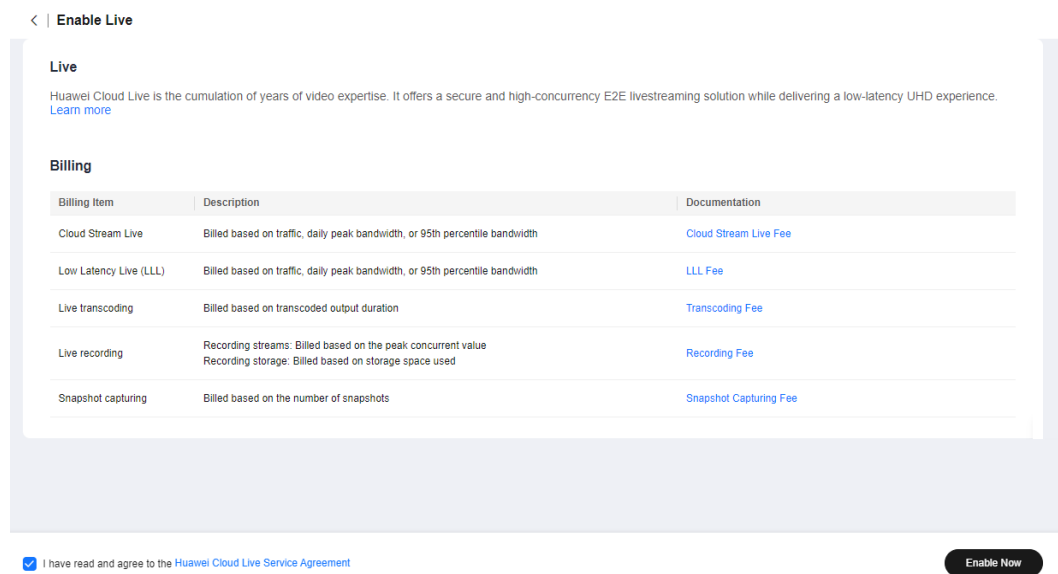 Enable Live
Live
Huawei Cloud Live is the cumulation of years of video expertise. It offers a secure and high-concurrency E2E livestreaming solution while delivering a low-latency UHD experience.
Learn more
Billing
Billing Item Description Documentation
Cloud Stream Live Billed based on traffic, daily peak bandwidth, or 95th percentile bandwidth Cloud Stream Live Fee
Low Latency Live (LLL) Billed based on traffic, daily peak bandwidth, or 95th percentile bandwidth LLL Fee
Live transcoding Billed based on transcoded output duration Transcoding Fee
Live recording Recording streams: Billed based on the peak concurrent value
Recording storage: Billed based on storage space used Recording Fee
Snapshot capturing Billed based on the number of snapshots Snapshot Capturing Fee
I have read and agree to the Huawei Cloud Live Service Agreement Enable Now